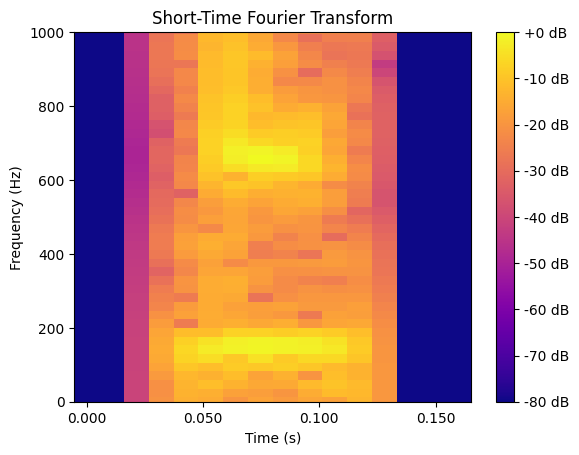 Short-Time Fourier Transform
1000
800
600
400
200
0
Frequency (Hz)
0.000
0.050
0.100
0.150
Time (s)
+0 dB
-10 dB
-20 dB
-30 dB
-40 dB
-50 dB
-60 dB
-70 dB
-80 dB